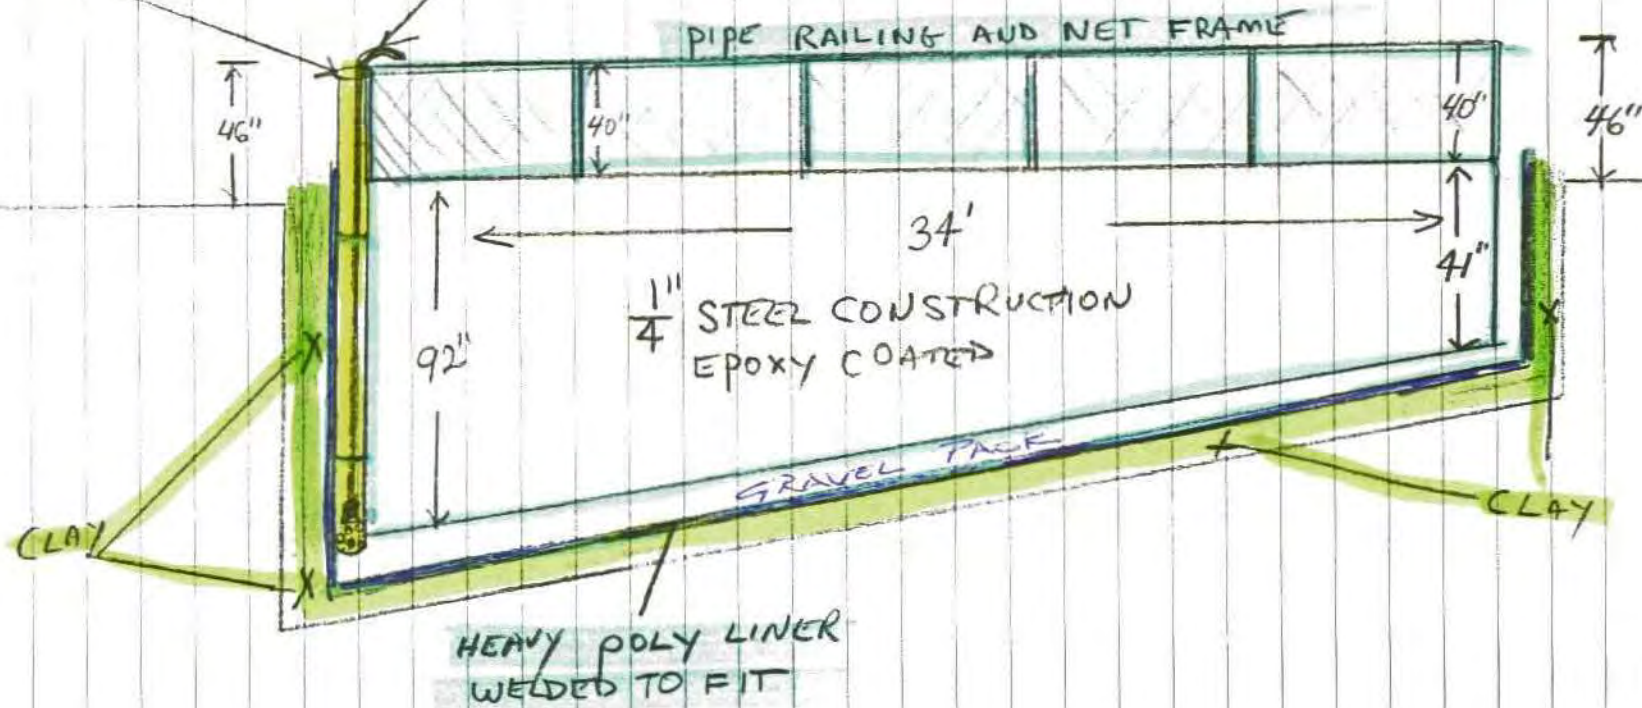 PIPE RAILING AND NET FRAME
46"
40"
40"
46"
34'
41"
1/4" STEEL CONSTRUCTION
EPOXY COATED
92"
GRAVEL PACK
CLAY
CLAY
HEAVY POLY LINER
WELDED TO FIT